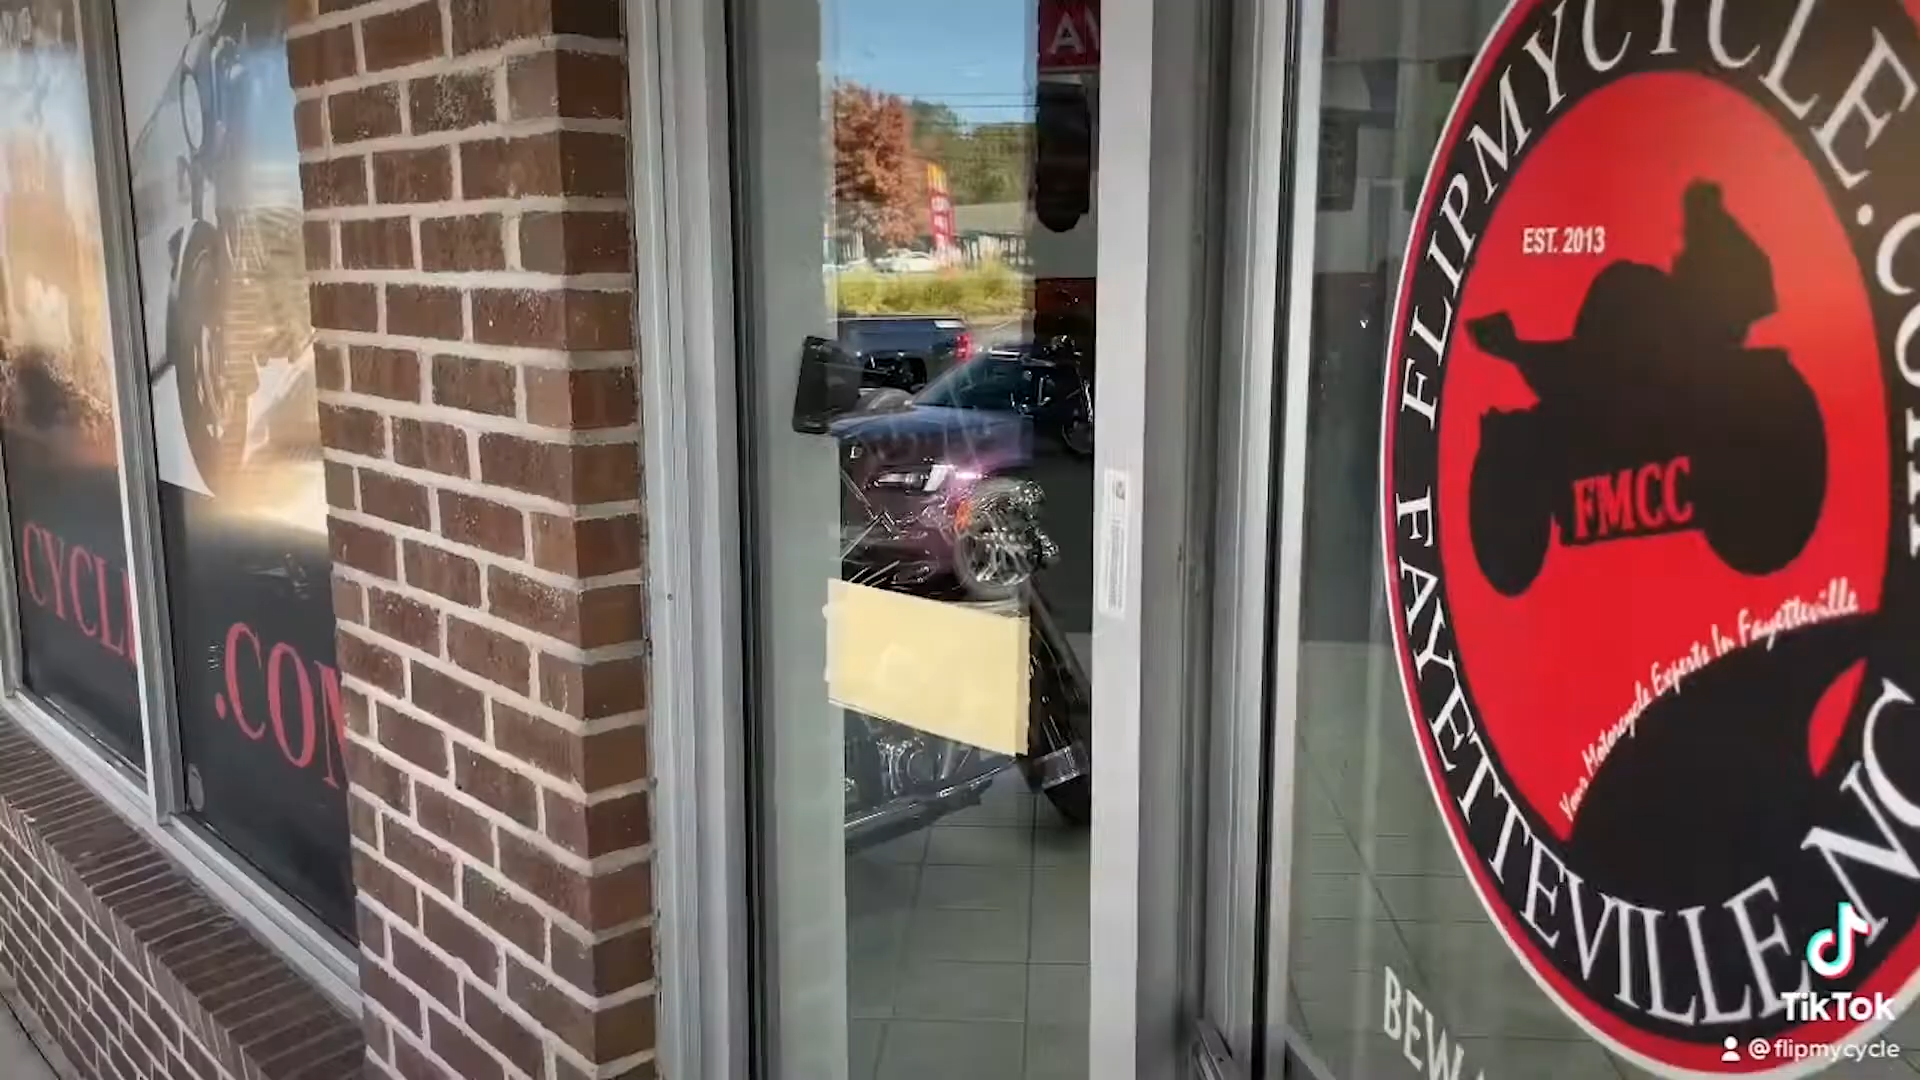 FLIPMYCYCLE.COM
EST. 2013
FMCC
Your Motorcycle Experts In Fayetteville
FAYETTEVILLE NC
CYCL
.COM
TikTok
@flipmycycle